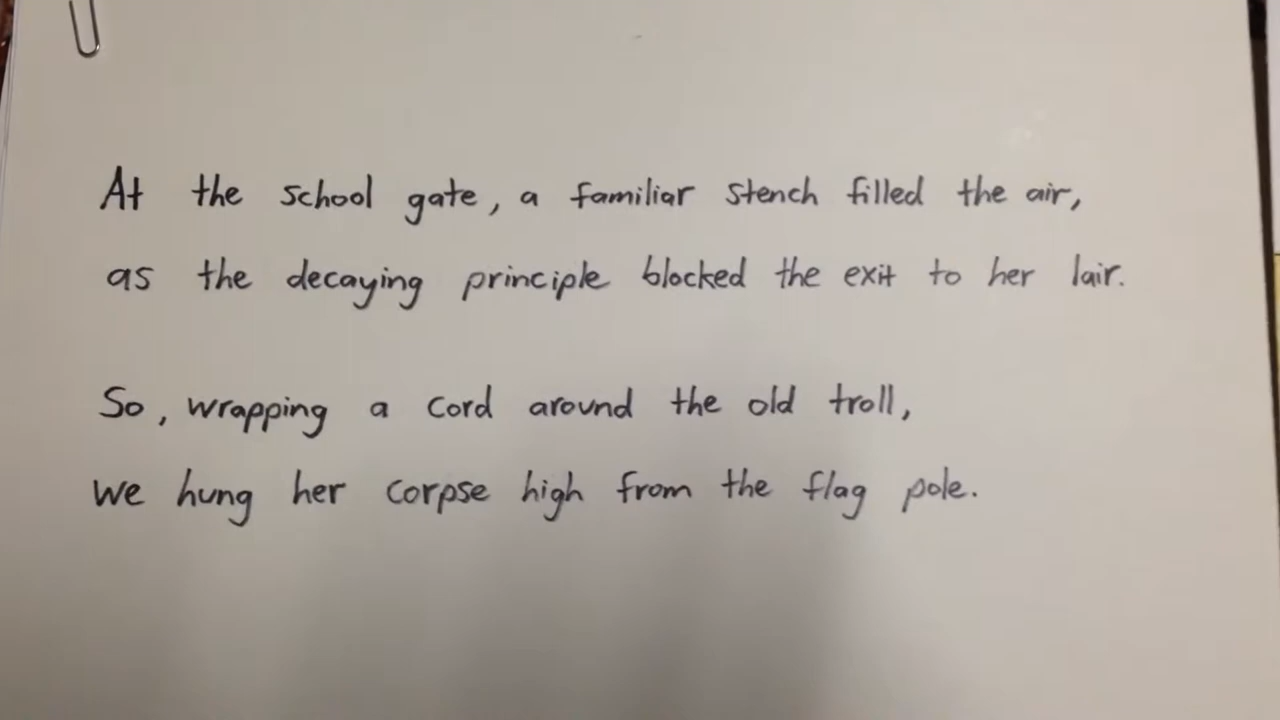 At the school gate, a familiar stench filled the air,
as the decaying principle blocked the exit to her lair.
So, wrapping a cord around the old troll,
we hung her corpse high from the flag pole.